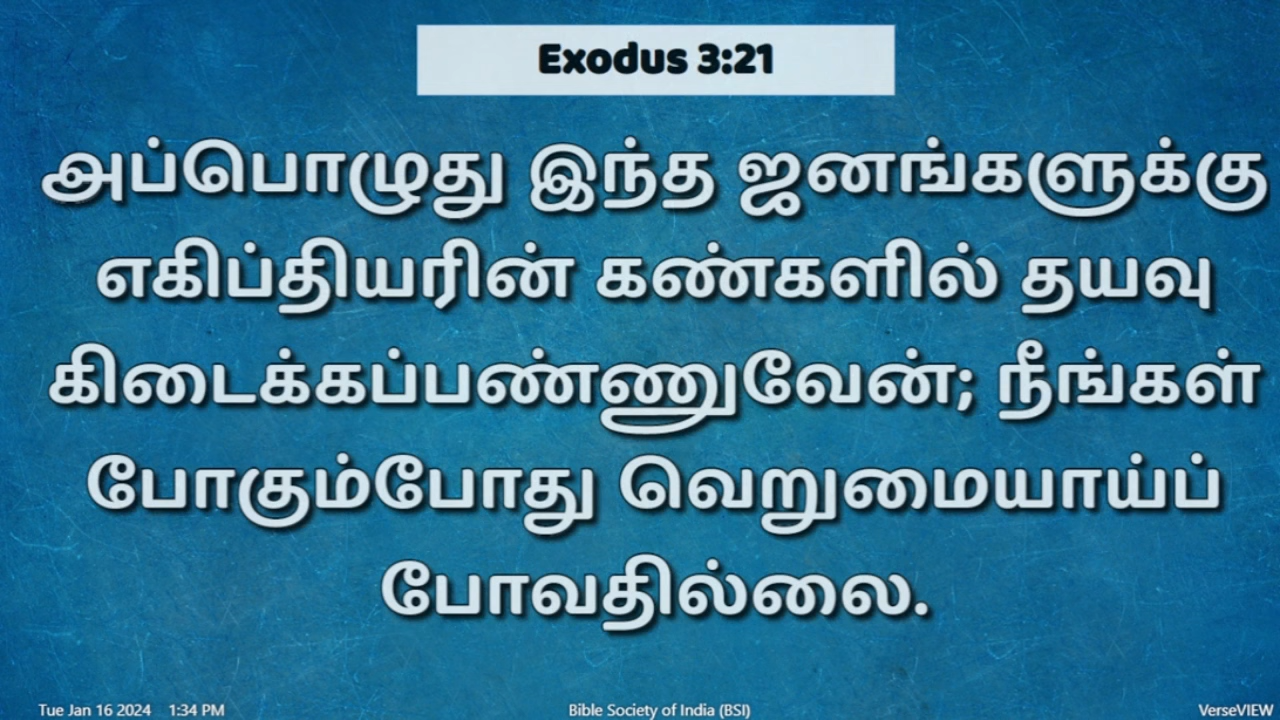 Exodus 3:21
அப்பொழுது இந்த ஜனங்களுக்கு
எகிப்தியரின் கண்களில் தயவு
கிடைக்கப்பண்ணுவேன்; நீங்கள்
போகும்போது வெறுமையாய்ப்
போவதில்லை.
Tue Jan 16 2024 1:34 PM Bible Society of India (BSI) VerseVIEW